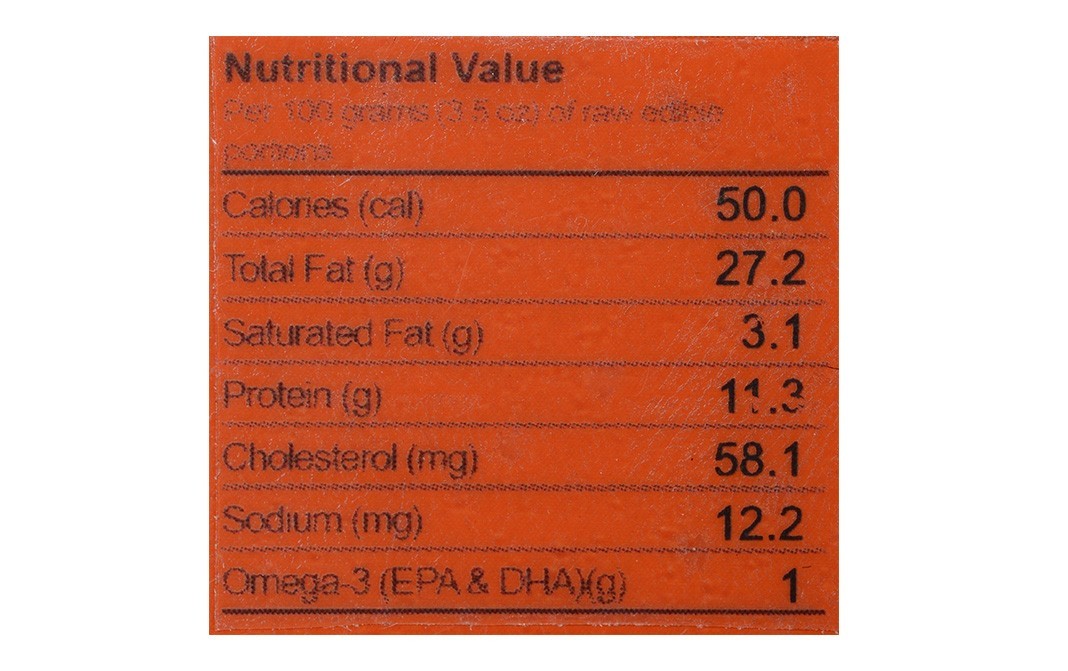 Nutritional Value
Per 100 grams (3.5 oz) of raw edible
portions
Calories (cal) 50.0
Total Fat (g) 27.2
Saturated Fat (g) 3.1
Protein (g) 11.3
Cholesterol (mg) 58.1
Sodium (mg) 12.2
Omega-3 (EPA & DHA)(g) 1